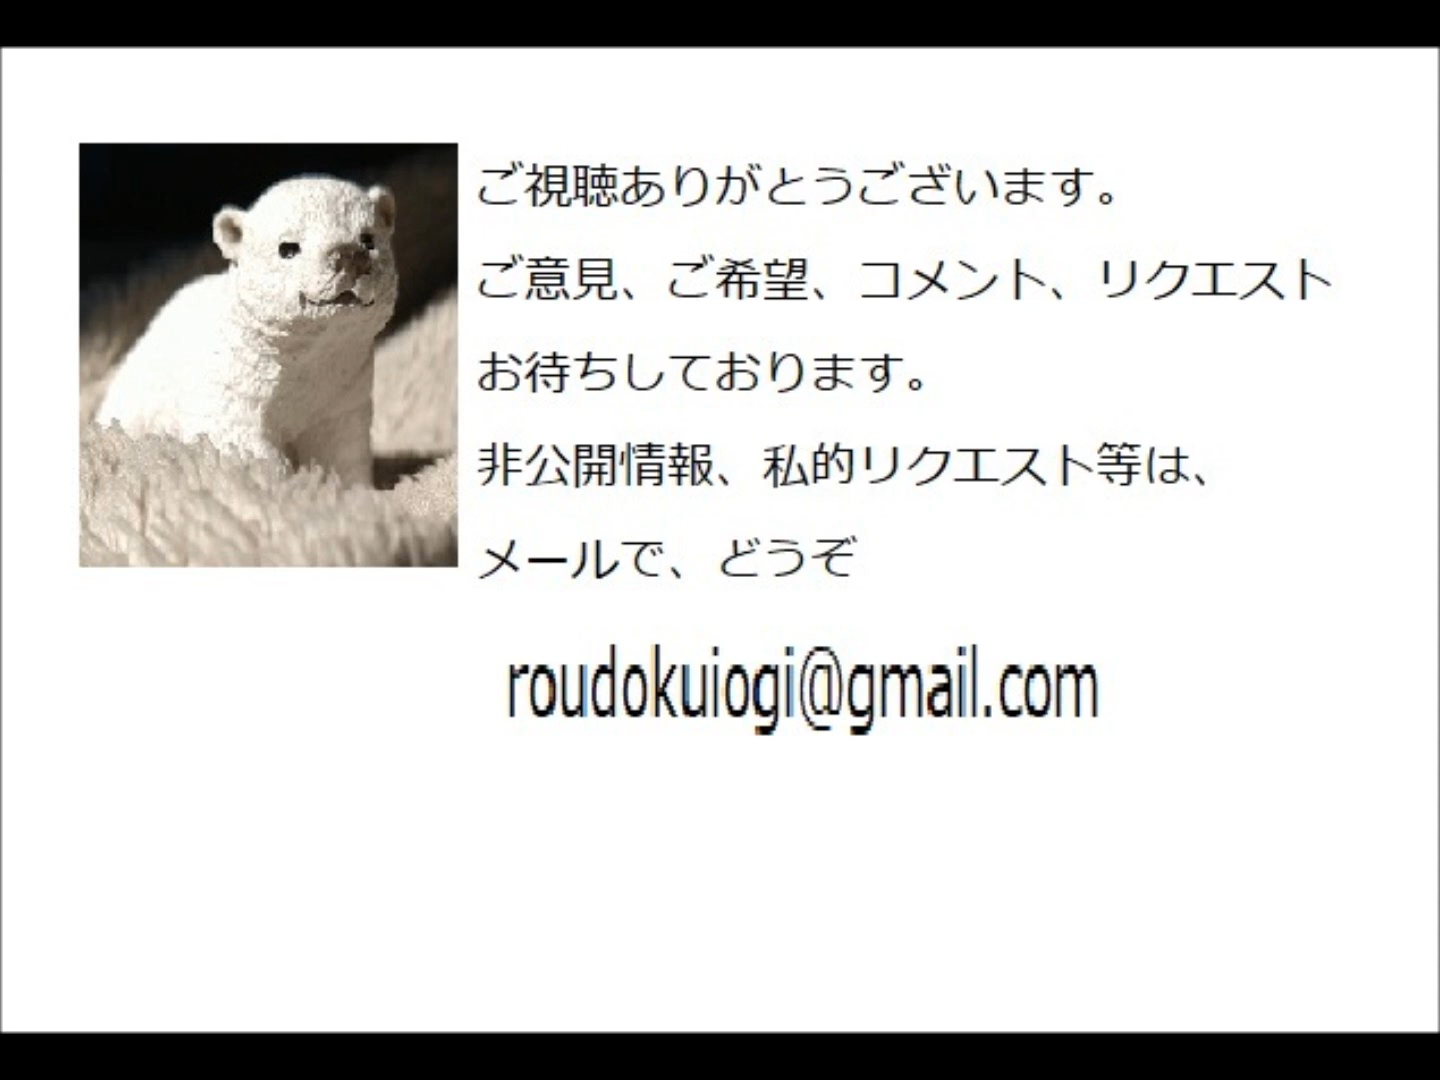 ご視聴ありがとうございます。
ご意見、ご希望、コメント、リクエスト
お待ちしております。
非公開情報、私的リクエスト等は、
メールで、どうぞ
roudokuiogi@gmail.com